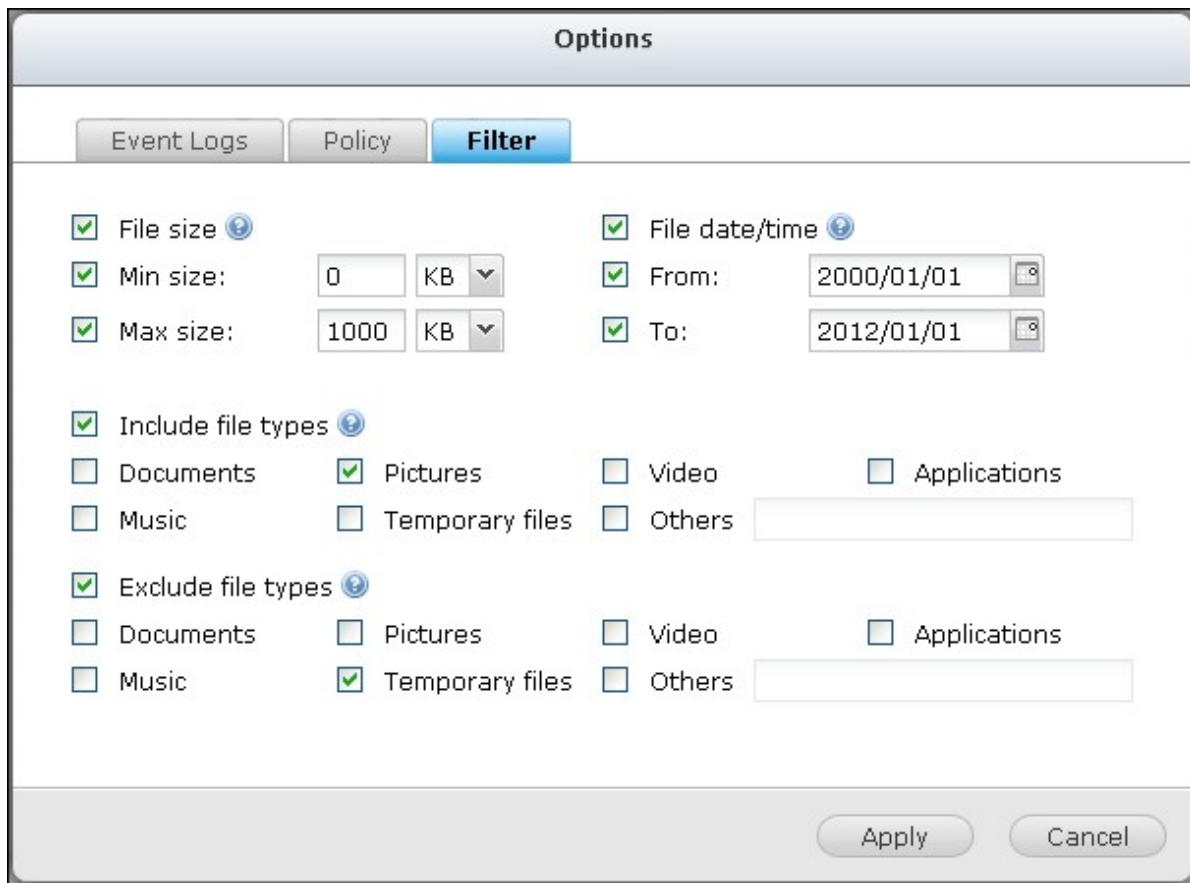 Options
Event Logs Policy Filter
File size File date/time
Min size: 0 KB From: 2000/01/01
Max size: 1000 KB To: 2012/01/01
Include file types
Documents Pictures Video Applications
Music Temporary files Others
Exclude file types
Documents Pictures Video Applications
Music Temporary files Others
Apply Cancel